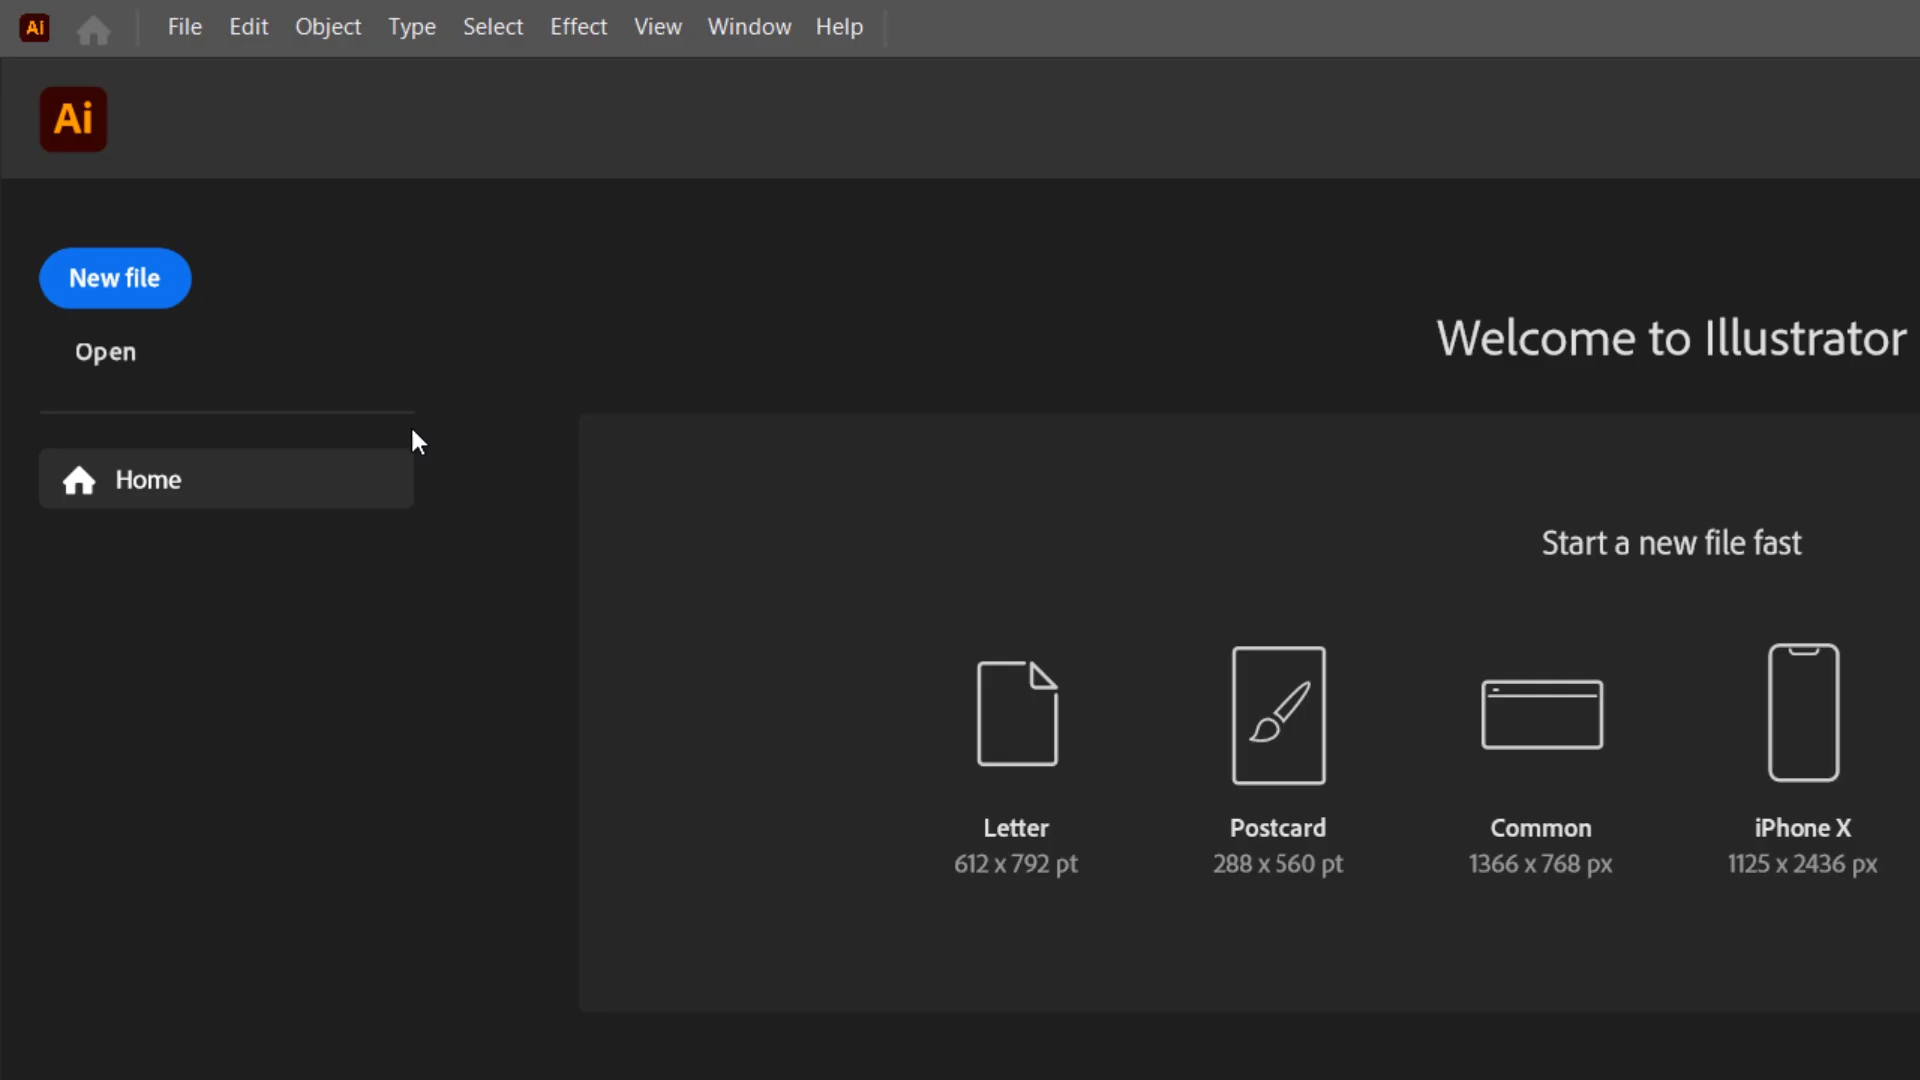 Ai File Edit Object Type Select Effect View Window Help
Ai
New file
Open
Home
Welcome to Illustrator
Start a new file fast
Letter
612 x 792 pt
Postcard
288 x 560 pt
Common
1366 x 768 px
iPhone X
1125 x 2436 px